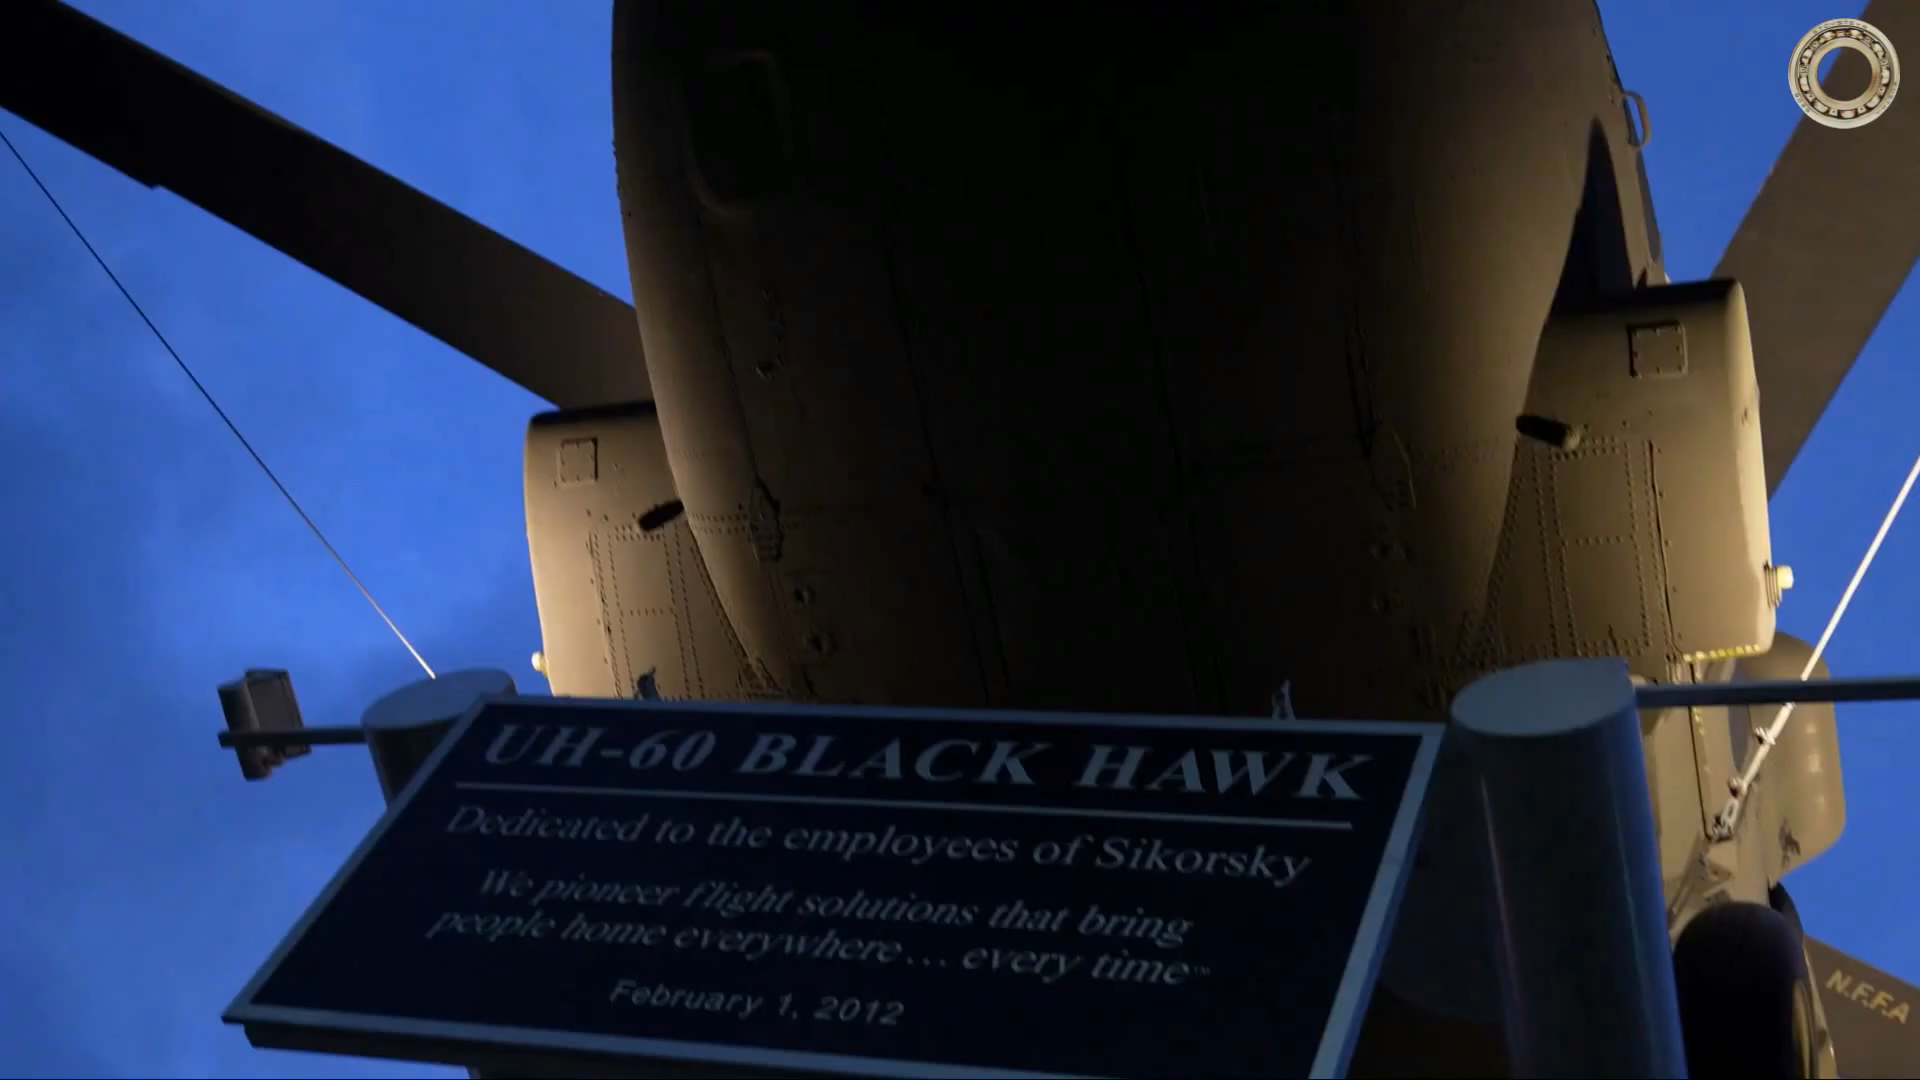 UH-60 BLACK HAWK
Dedicated to the employees of Sikorsky
We pioneer flight solutions that bring
people home everywhere... every time™
February 1, 2012
N.F.F.A